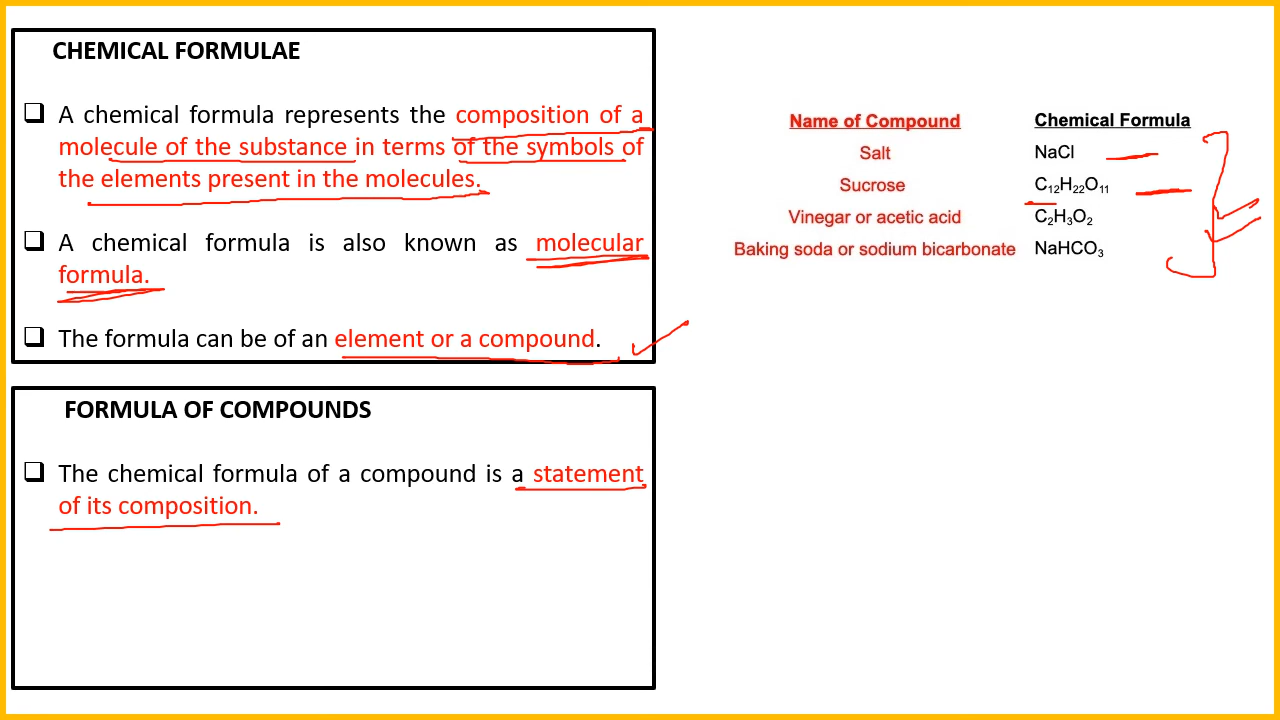 CHEMICAL FORMULAE
A chemical formula represents the composition of a
molecule of the substance in terms of the symbols of
the elements present in the molecules.
A chemical formula is also known as molecular
formula.
The formula can be of an element or a compound.
FORMULA OF COMPOUNDS
The chemical formula of a compound is a statement
of its composition.
Name of Compound Chemical Formula
Salt NaCl
Sucrose C₁₂H₂₂O₁₁
Vinegar or acetic acid C₂H₃O₂
Baking soda or sodium bicarbonate NaHCO₃